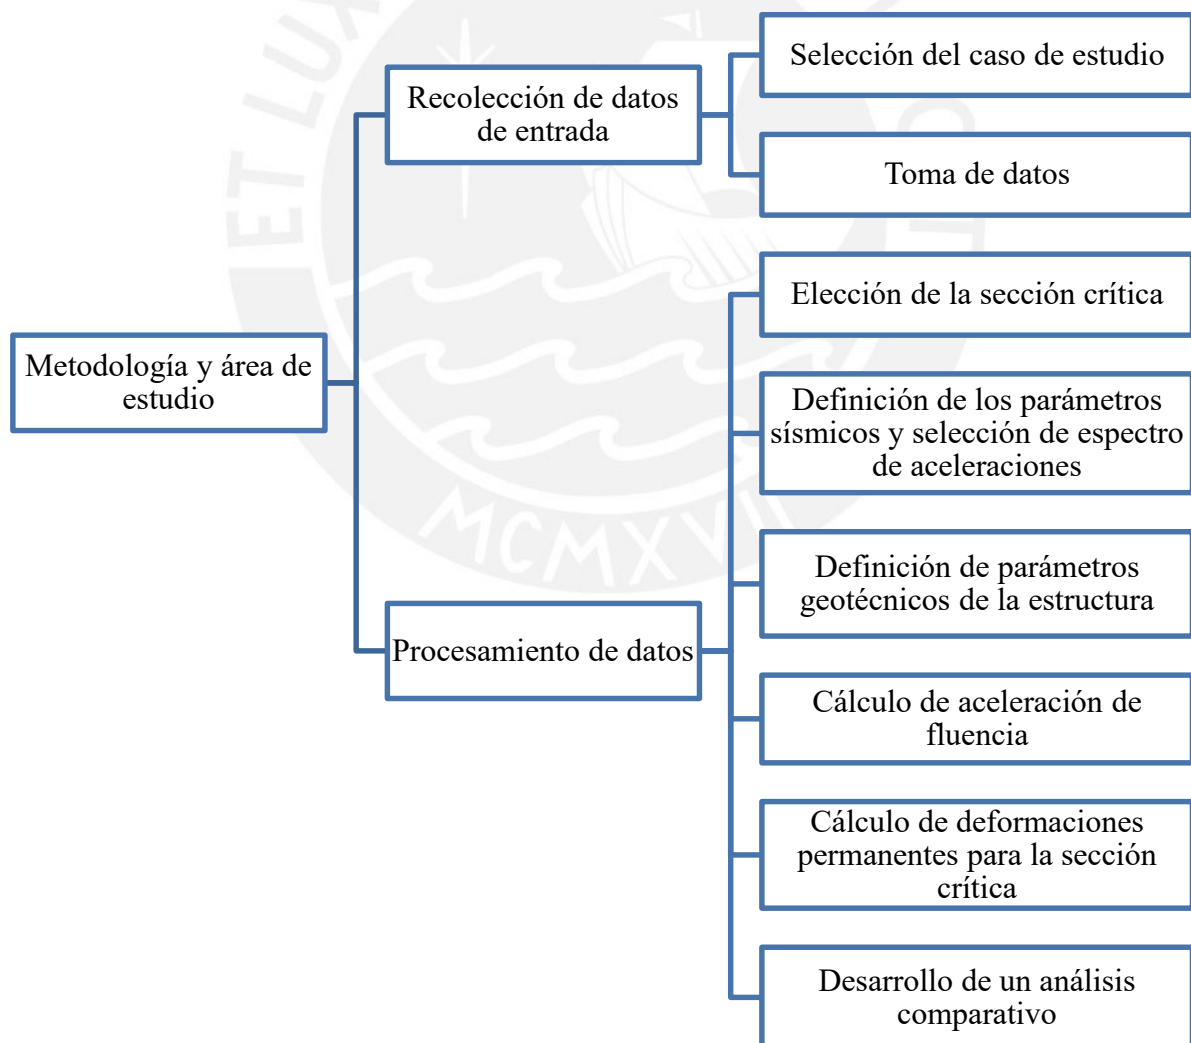 Metodología y área de
estudio
Recolección de datos
de entrada
Selección del caso de estudio
Toma de datos
Procesamiento de datos
Elección de la sección crítica
Definición de los parámetros
sísmicos y selección de espectro
de aceleraciones
Definición de parámetros
geotécnicos de la estructura
Cálculo de aceleración de
fluencia
Cálculo de deformaciones
permanentes para la sección
crítica
Desarrollo de un análisis
comparativo
ET LUX
MCMXVII